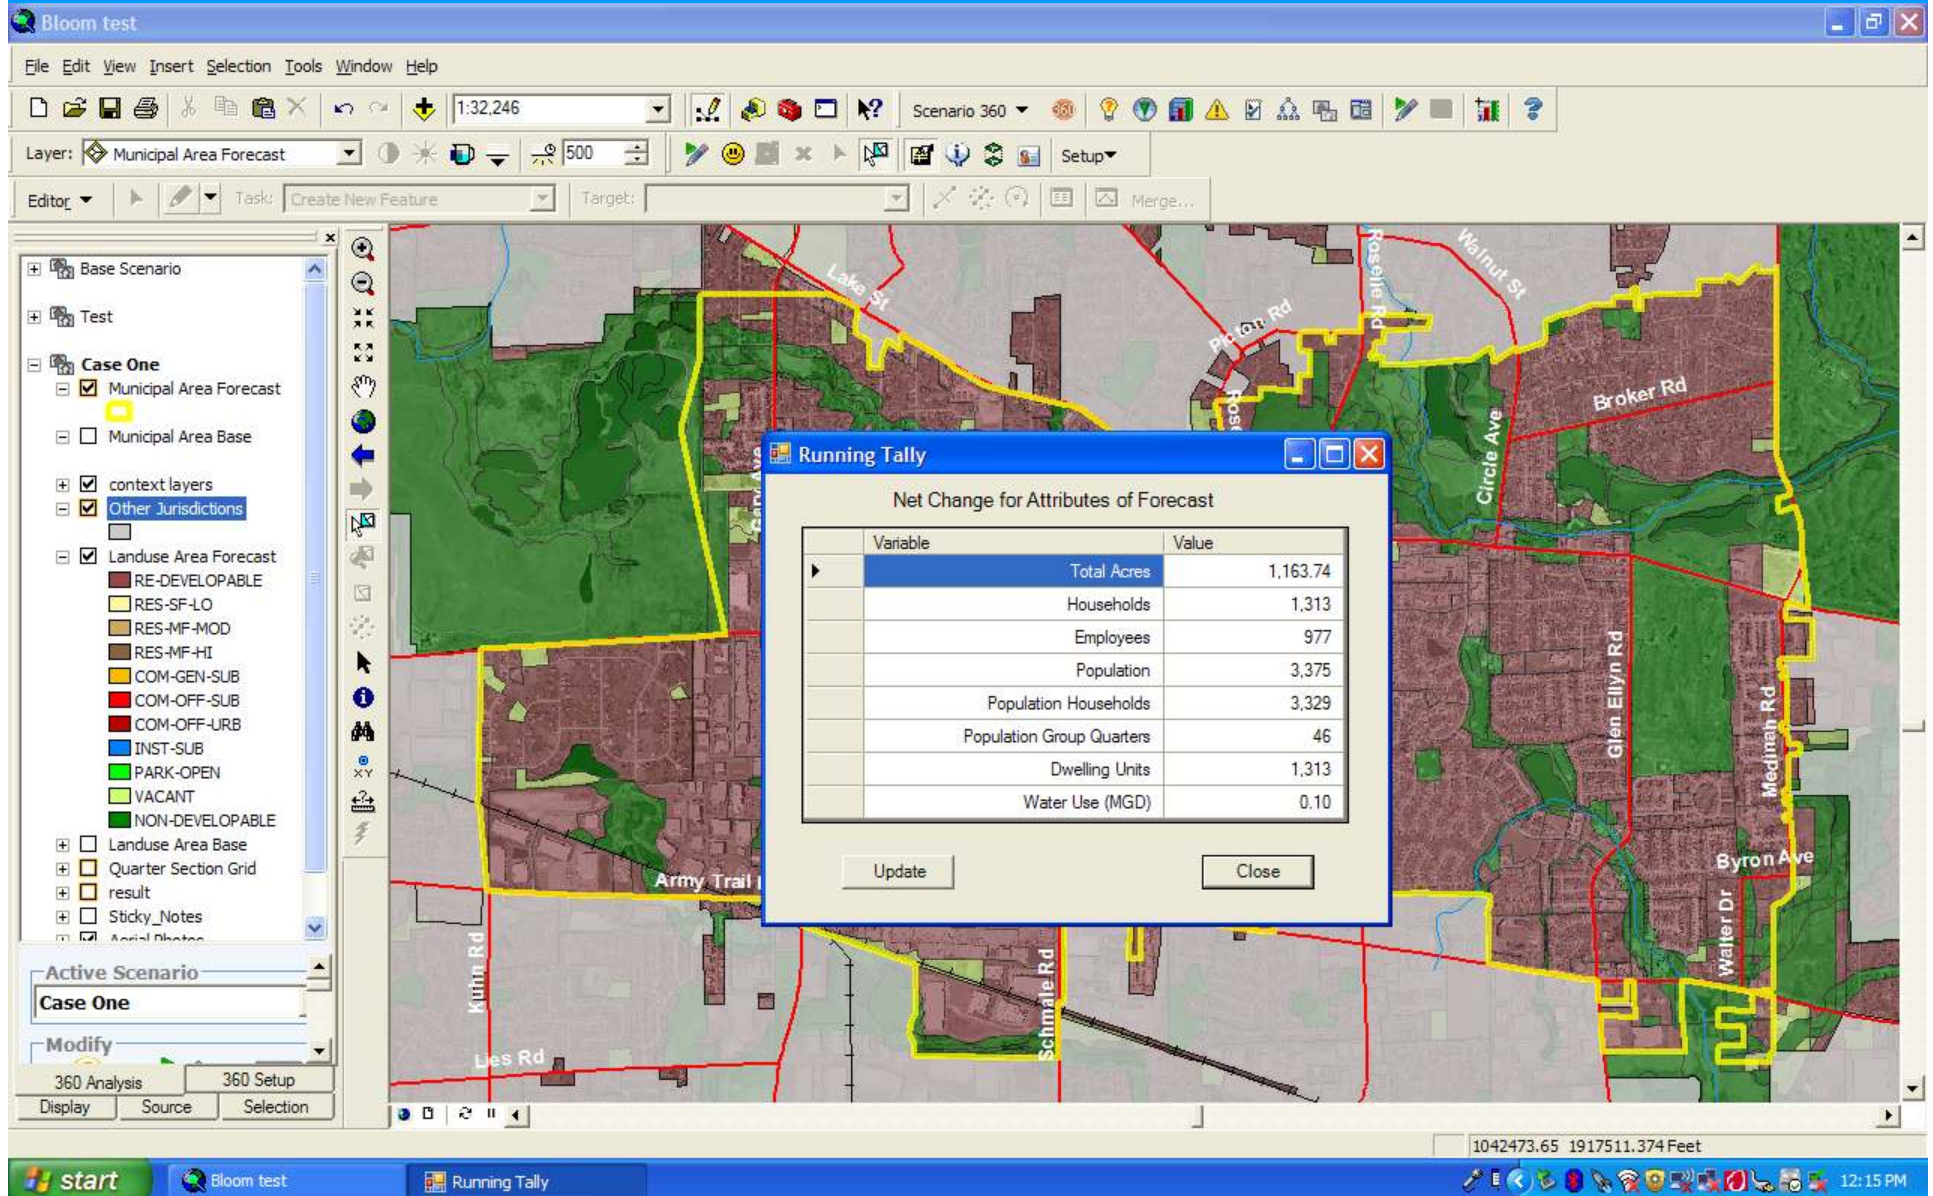 Bloom test
File Edit View Insert Selection Tools Window Help
1:32,246 Scenario 360
Layer: Municipal Area Forecast 500 Setup
Editor Task: Create New Feature Target: Merge...
Base Scenario
Test
Case One
Municipal Area Forecast
Municipal Area Base
context layers
Other Jurisdictions
Landuse Area Forecast
RE-DEVELOPABLE
RES-SF-LO
RES-MF-MOD
RES-MF-HI
COM-GEN-SUB
COM-OFF-SUB
COM-OFF-URB
INST-SUB
PARK-OPEN
VACANT
NON-DEVELOPABLE
Landuse Area Base
Quarter Section Grid
result
Sticky_Notes
Aerial Photos
Active Scenario
Case One
Modify
360 Analysis 360 Setup
Display Source Selection
Lake St
Roselle Rd
Walnut St
Broker Rd
Circle Ave
Gary Ave
Glen Ellyn Rd
Medinah Rd
Byron Ave
Walter Dr
Army Trail
Kuhn Rd
Schmale Rd
Lies Rd
Running Tally
Net Change for Attributes of Forecast
Variable Value
Total Acres 1,163.74
Households 1,313
Employees 977
Population 3,375
Population Households 3,329
Population Group Quarters 46
Dwelling Units 1,313
Water Use (MGD) 0.10
Update Close
1042473.65 1917511.374 Feet
start Bloom test Running Tally 12:15 PM